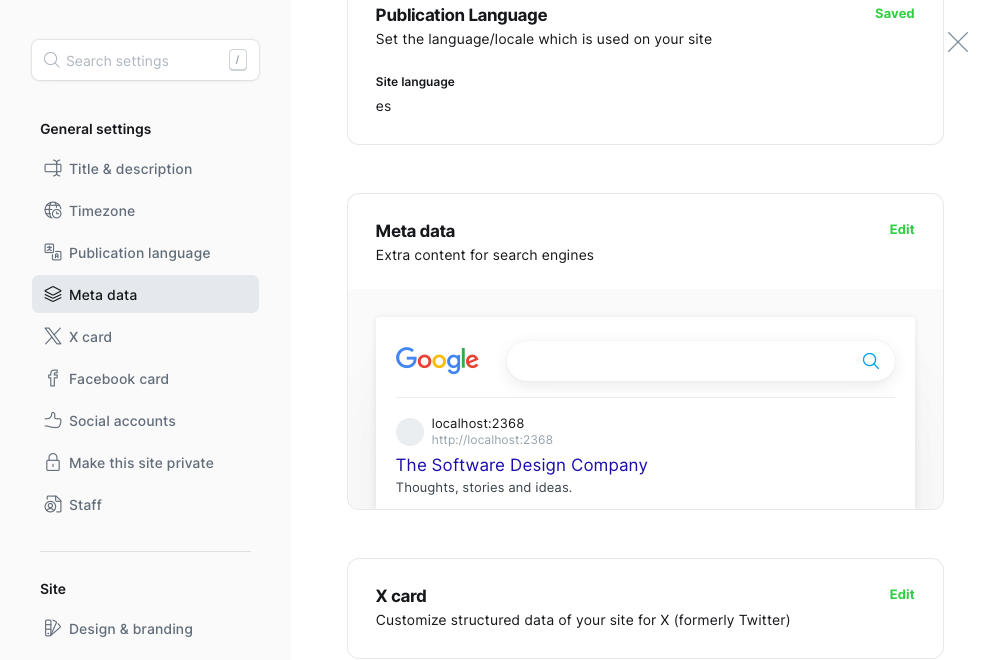 Search settings /
General settings
Title & description
Timezone
Publication language
Meta data
X card
Facebook card
Social accounts
Make this site private
Staff
Site
Design & branding
Publication Language
Saved
Set the language/locale which is used on your site
Site language
es
Meta data
Edit
Extra content for search engines
Google
localhost:2368
http://localhost:2368
The Software Design Company
Thoughts, stories and ideas.
X card
Edit
Customize structured data of your site for X (formerly Twitter)